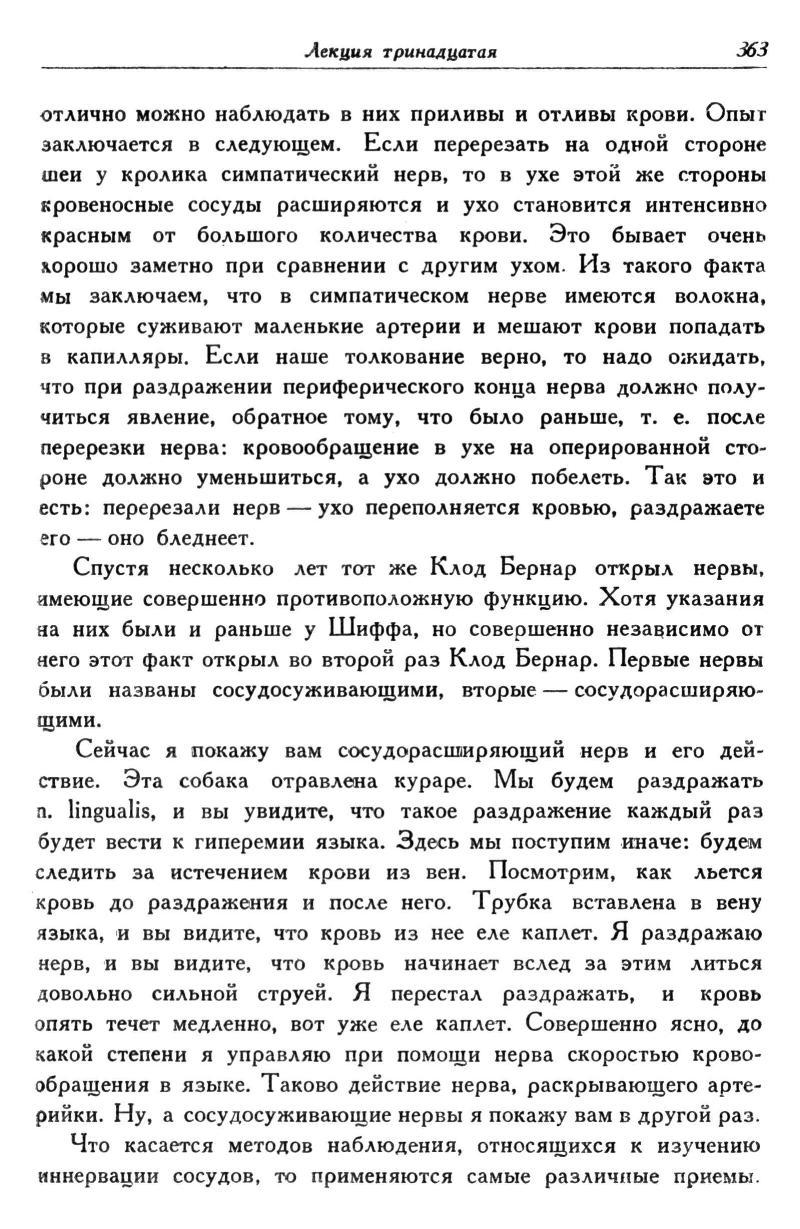 Лекция тринадцатая 363
отлично можно наблюдать в них приливы и отливы крови. Опыт
заключается в следующем. Если перерезать на одной стороне
шеи у кролика симпатический нерв, то в ухе этой же стороны
кровеносные сосуды расширяются и ухо становится интенсивно
красным от большого количества крови. Это бывает очень
хорошо заметно при сравнении с другим ухом. Из такого факта
мы заключаем, что в симпатическом нерве имеются волокна,
которые суживают маленькие артерии и мешают крови попадать
в капилляры. Если наше толкование верно, то надо ожидать,
что при раздражении периферического конца нерва должно полу-
читься явление, обратное тому, что было раньше, т. е. после
перерезки нерва: кровообращение в ухе на оперированной сто-
роне должно уменьшиться, а ухо должно побелеть. Так это и
есть: перерезали нерв — ухо переполняется кровью, раздражаете
его — оно бледнеет.
Спустя несколько лет тот же Клод Бернар открыл нервы,
имеющие совершенно противоположную функцию. Хотя указания
на них были и раньше у Шиффа, но совершенно независимо от
него этот факт открыл во второй раз Клод Бернар. Первые нервы
были названы сосудосуживающими, вторые — сосудорасширяю-
щими.
Сейчас я покажу вам сосудорасширяющий нерв и его дей-
ствие. Эта собака отравлена кураре. Мы будем раздражать
n. lingualis, и вы увидите, что такое раздражение каждый раз
будет вести к гиперемии языка. Здесь мы поступим иначе: будем
следить за истечением крови из вен. Посмотрим, как льется
кровь до раздражения и после него. Трубка вставлена в вену
языка, и вы видите, что кровь из нее еле каплет. Я раздражаю
нерв, и вы видите, что кровь начинает вслед за этим литься
довольно сильной струей. Я перестал раздражать, и кровь
опять течет медленно, вот уже еле каплет. Совершенно ясно, до
какой степени я управляю при помощи нерва скоростью крово-
обращения в языке. Таково действие нерва, раскрывающего арте-
рийки. Ну, а сосудосуживающие нервы я покажу вам в другой раз.
Что касается методов наблюдения, относящихся к изучению
иннервации сосудов, то применяются самые различные приемы.